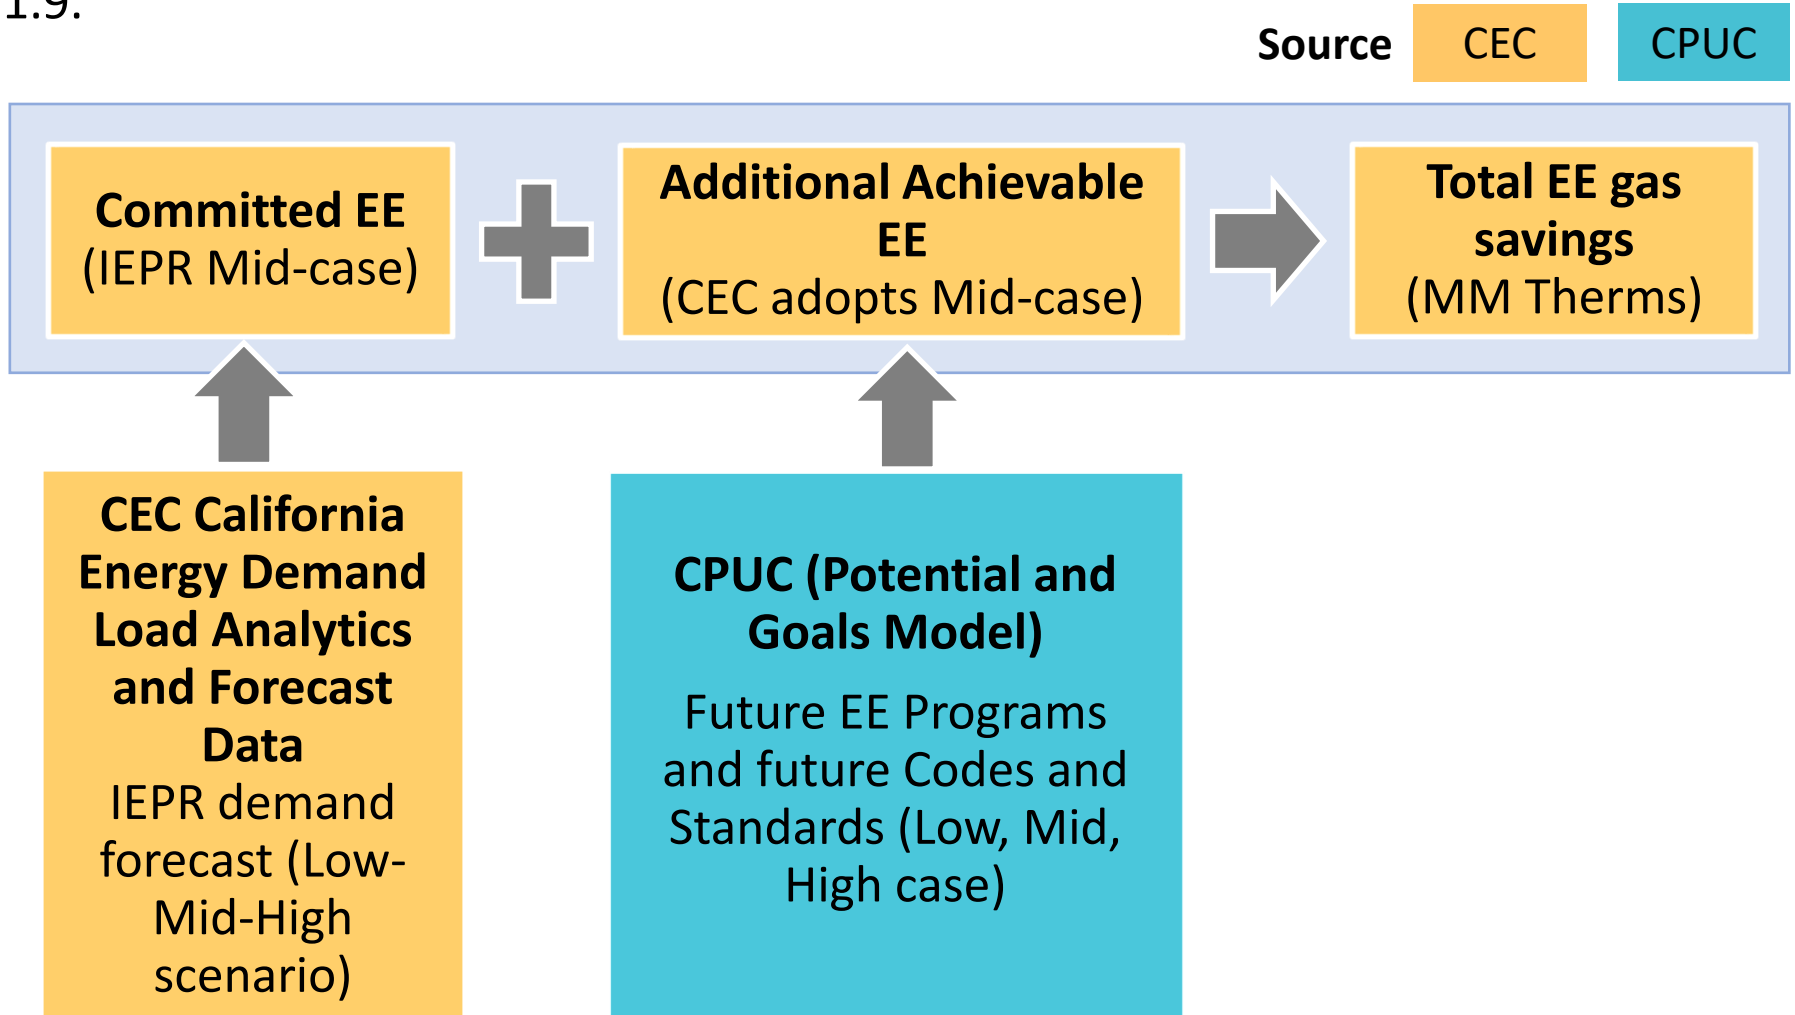 1.9.
Source
CEC
CPUC
Committed EE
(IEPR Mid-case)
Additional Achievable
EE
(CEC adopts Mid-case)
Total EE gas
savings
(MM Therms)
CEC California
Energy Demand
Load Analytics
and Forecast
Data
IEPR demand
forecast (Low-
Mid-High
scenario)
CPUC (Potential and
Goals Model)
Future EE Programs
and future Codes and
Standards (Low, Mid,
High case)